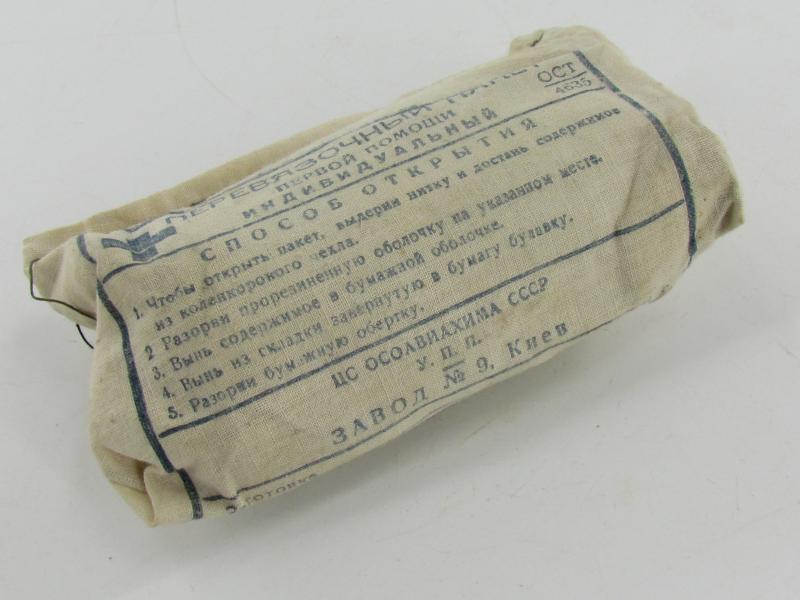 ПЕРЕВЯЗОЧНЫЙ ПАКЕТ
ОСТ
4635
ПЕРВОЙ ПОМОЩИ
ИНДИВИДУАЛЬНЫЙ
СПОСОБ ОТКРЫТИЯ
1. Чтобы открыть пакет, выдерни нитку и достань содержимое
из коленкорового чехла.
2 Разорви прорезиненную оболочку на указанном месте.
3. Вынь содержимое в бумажной оболочке.
4. Вынь из складки завернутую в бумагу булавку.
5. Разорви бумажную обертку.
ЦС ОСОАВИАХИМА СССР
У. П. П.
ЗАВОД № 9, Киев